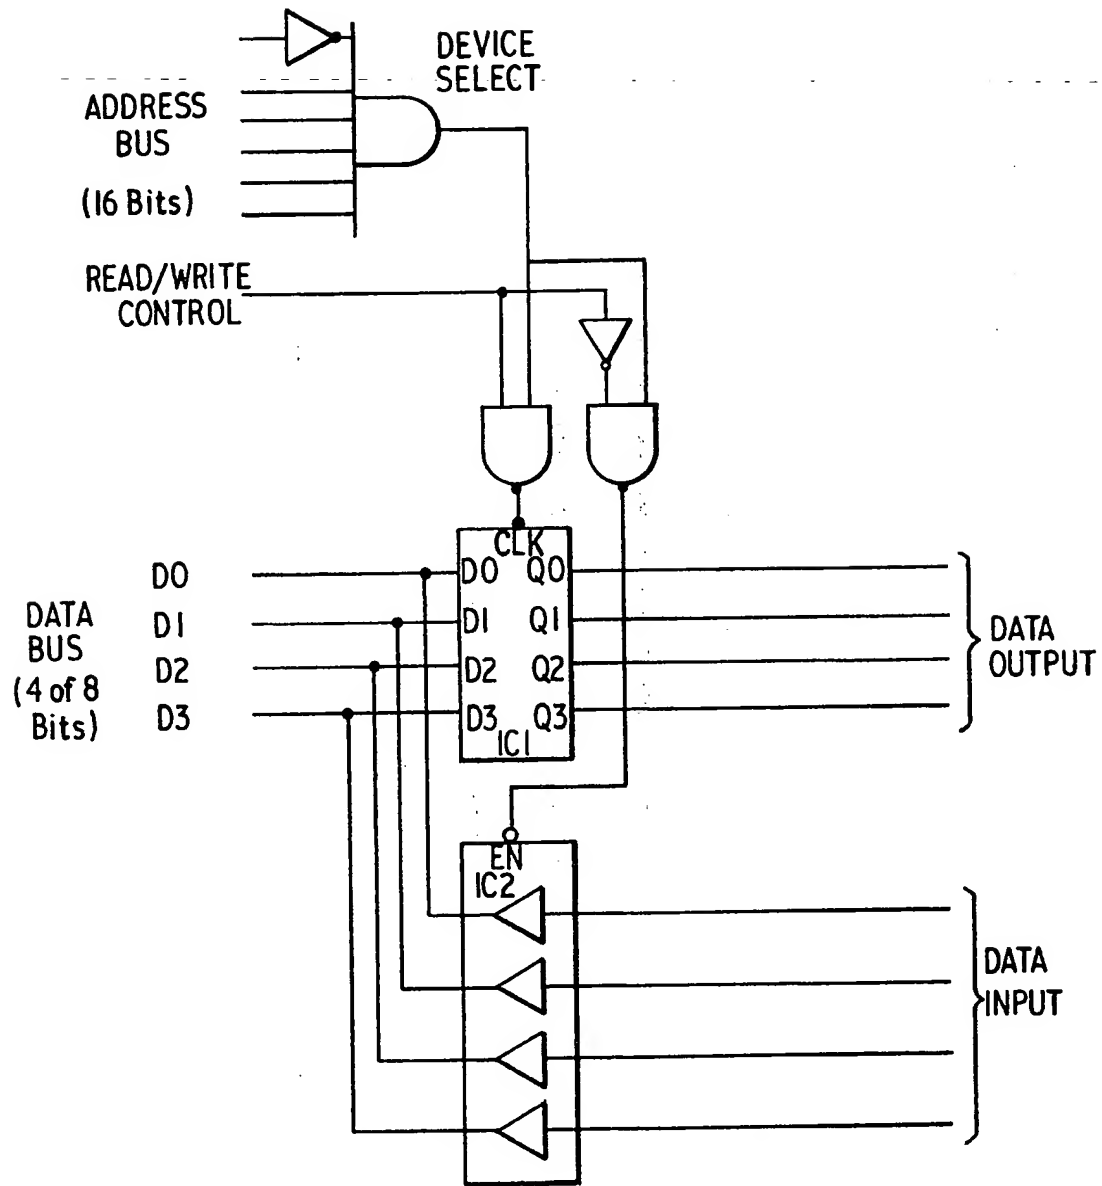 DEVICE
SELECT
ADDRESS
BUS
(16 Bits)
READ/WRITE
CONTROL
CLK
D0
D0 Q0
D1
D1 Q1
D2
D2 Q2
D3
D3 Q3
IC1
DATA
BUS
(4 of 8
Bits)
DATA
OUTPUT
EN
IC2
DATA
INPUT